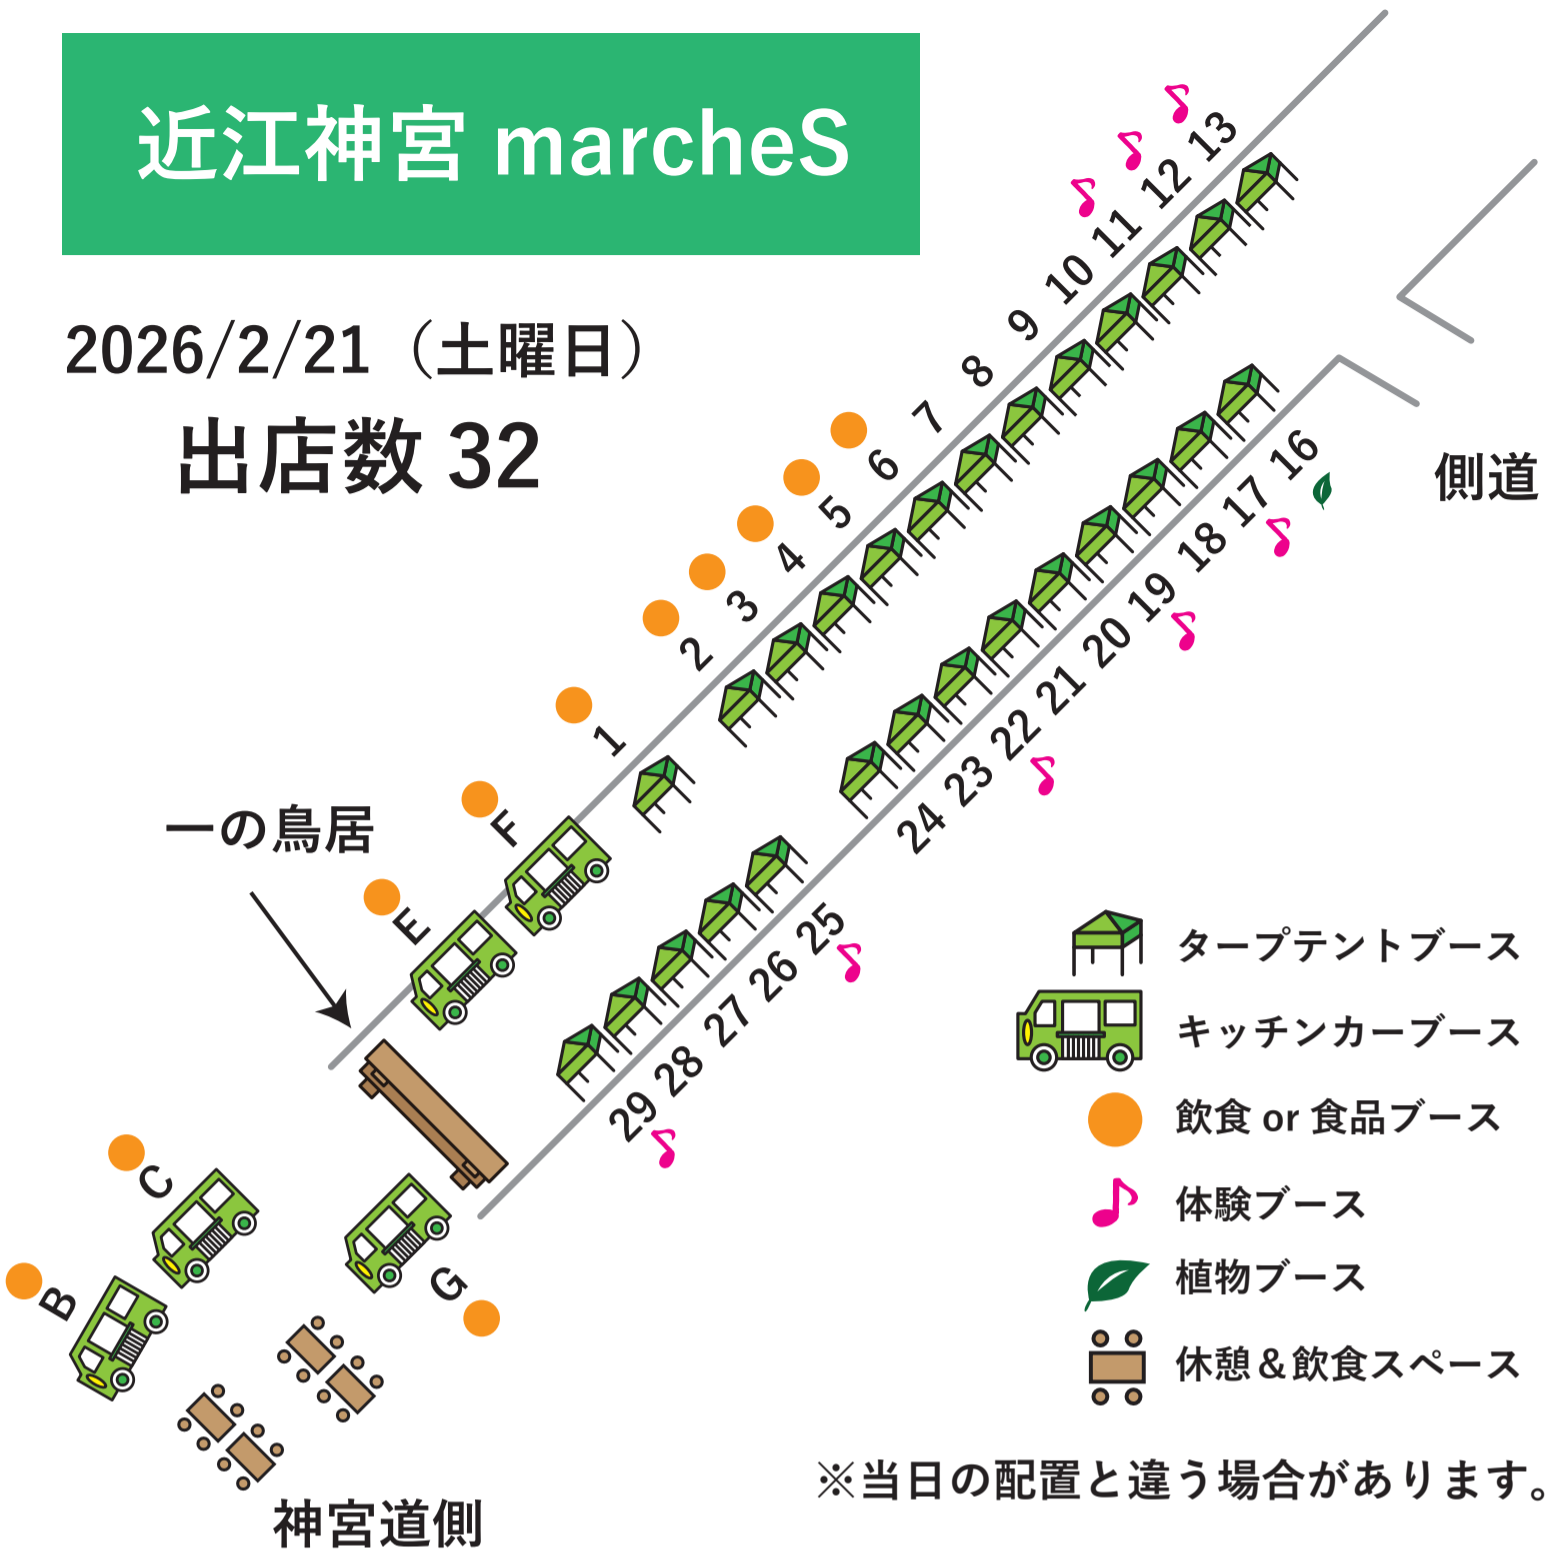 近江神宮 marcheS
2026/2/21（土曜日）
出店数 32
13
12
11
10
9
8
7
6
5
4
3
2
1
F
E
一の鳥居
側道
16
17
18
19
20
21
22
23
24
25
26
27
28
29
C
B
G
神宮道側
タープテントブース
キッチンカーブース
飲食 or 食品ブース
体験ブース
植物ブース
休憩＆飲食スペース
※当日の配置と違う場合があります。